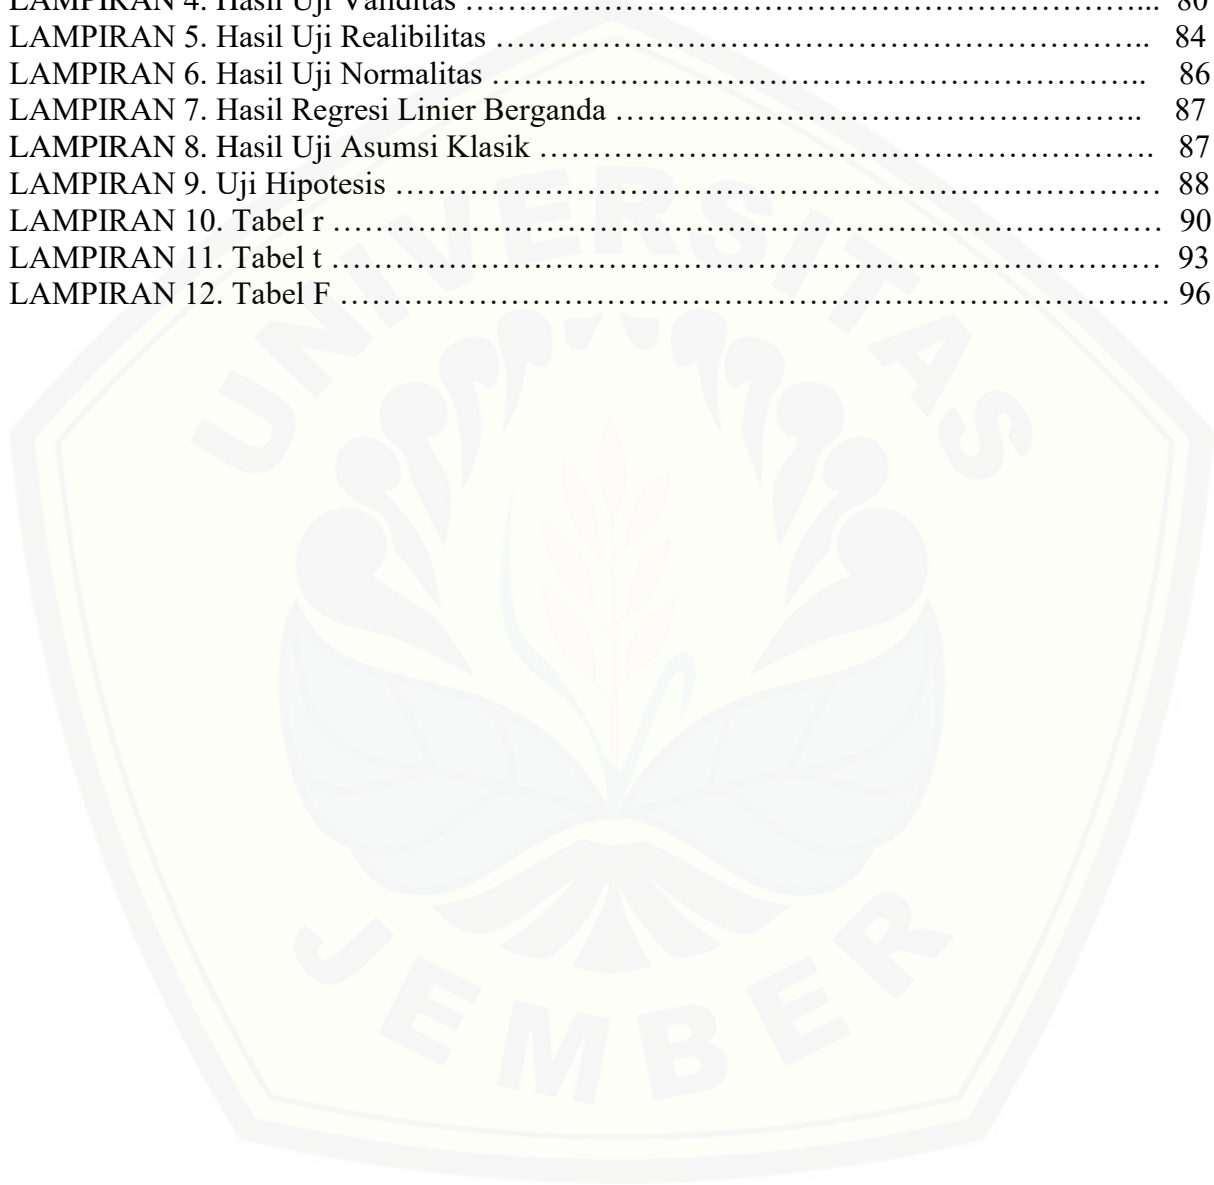 LAMPIRAN 4. Hasil Uji Validitas ……………………………………………………………... 80
LAMPIRAN 5. Hasil Uji Realibilitas ………………………………………………………….. 84
LAMPIRAN 6. Hasil Uji Normalitas ………………………………………………………….. 86
LAMPIRAN 7. Hasil Regresi Linier Berganda ……………………………………………….. 87
LAMPIRAN 8. Hasil Uji Asumsi Klasik ………………………………………………………. 87
LAMPIRAN 9. Uji Hipotesis …………………………………………………………………… 88
LAMPIRAN 10. Tabel r ………………………………………………………………………… 90
LAMPIRAN 11. Tabel t ………………………………………………………………………… 93
LAMPIRAN 12. Tabel F ………………………………………………………………………… 96
UNIVERSITAS
JEMBER